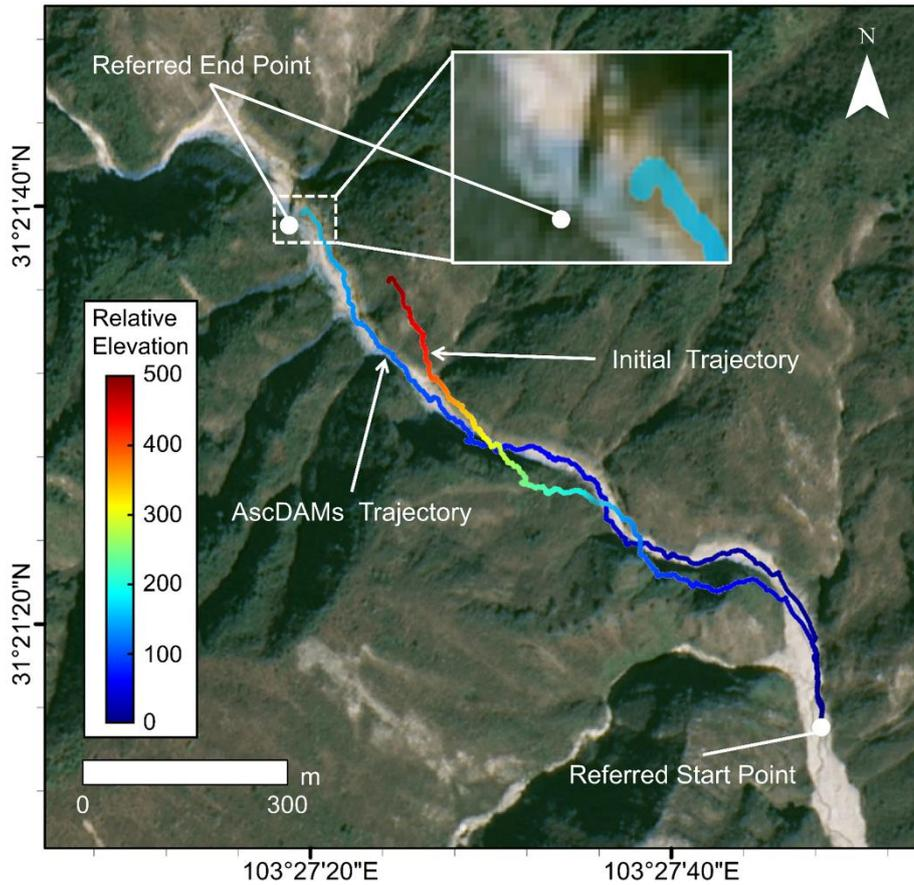 N
Referred End Point
31°21'40"N
Relative
Elevation
500
400
300
200
100
0
Initial Trajectory
AscDAMs Trajectory
31°21'20"N
Referred Start Point
m
0
300
103°27'20"E
103°27'40"E